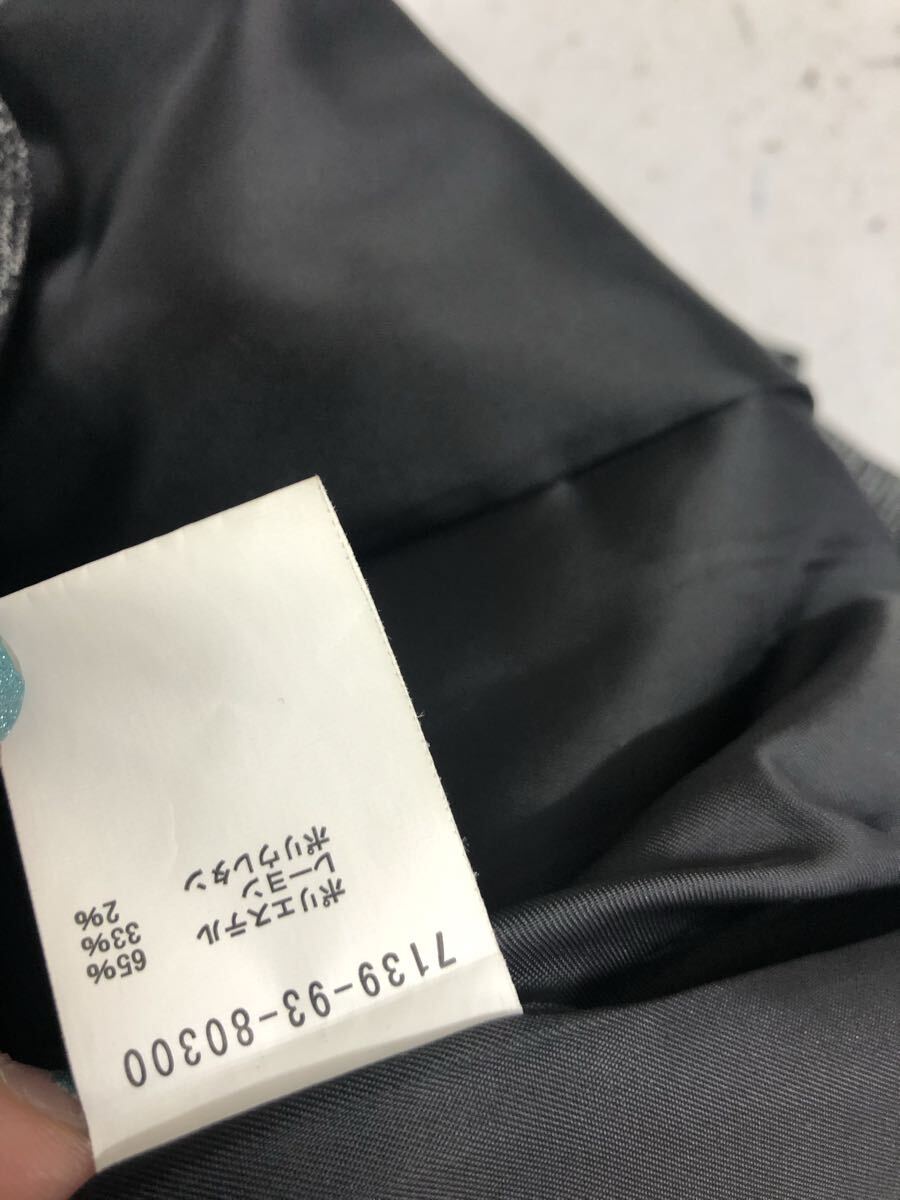 7139-93-80300
ポリエステル 65%
レーヨン 33%
ポリウレタン 2%